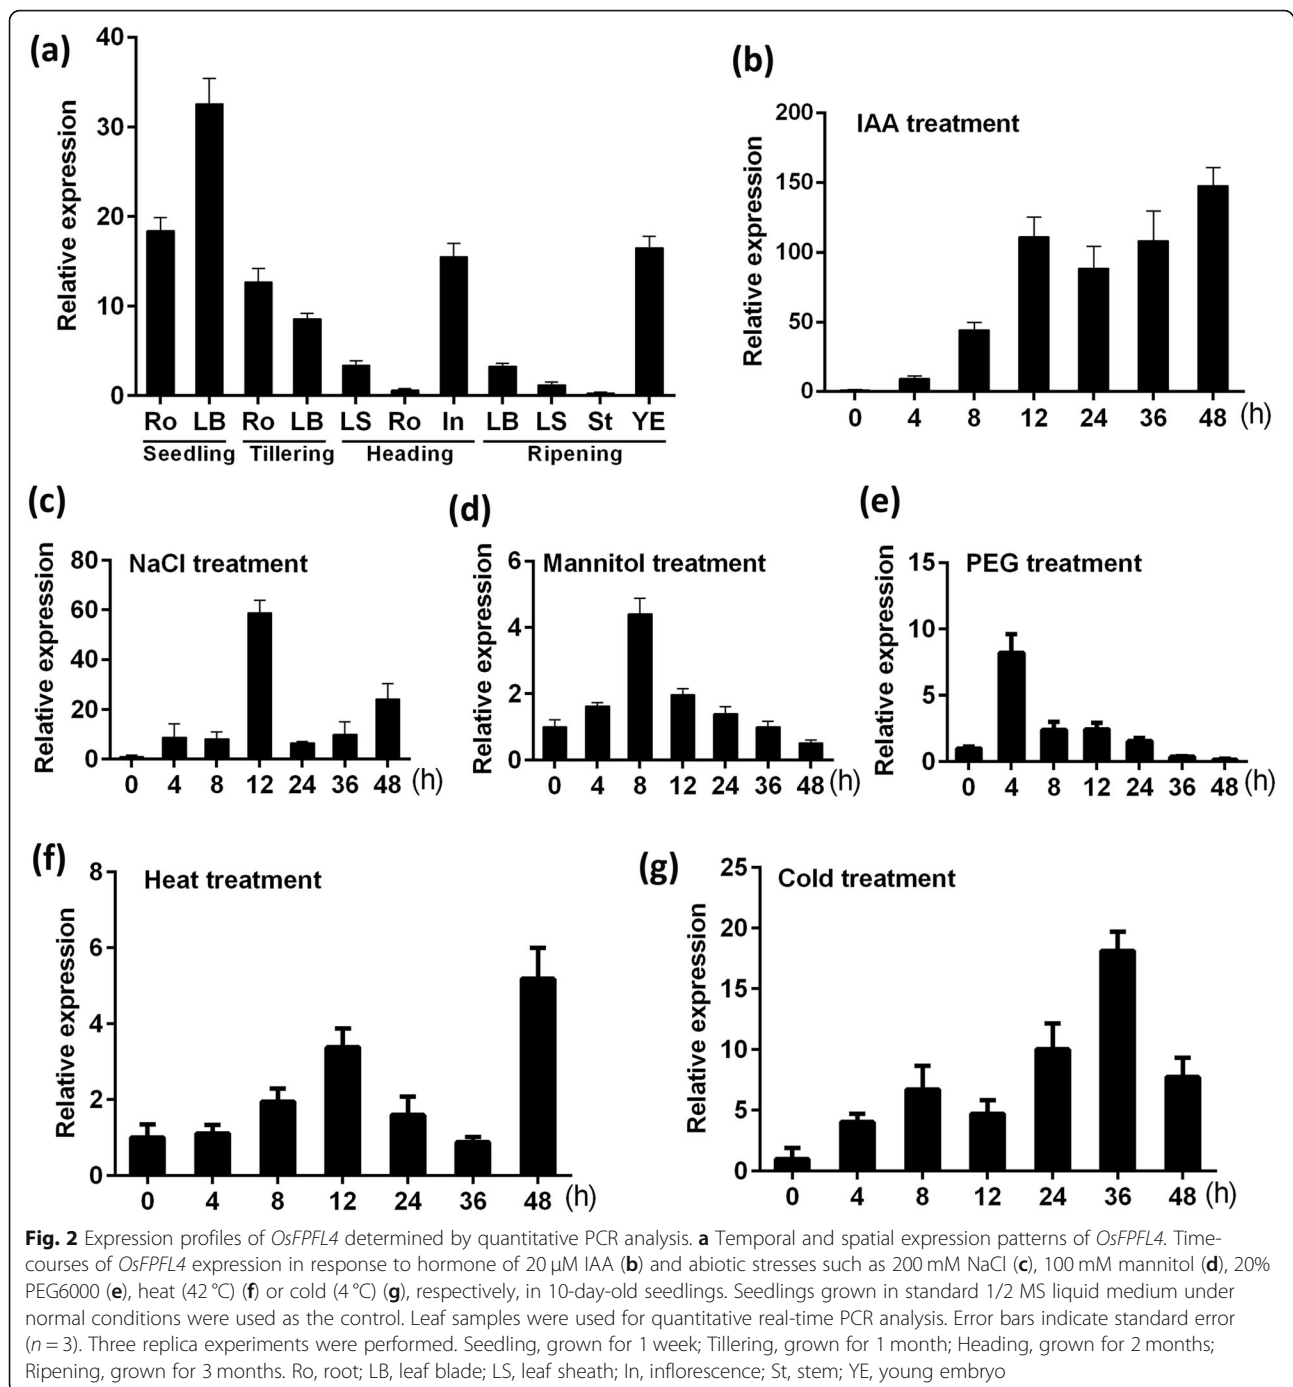 (a)
40
30
20
10
0
Relative expression
Ro LB Ro LB LS Ro In LB LS St YE
Seedling Tillering Heading Ripening
(b)
IAA treatment
200
150
100
50
0
Relative expression
0 4 8 12 24 36 48 (h)
(c)
NaCl treatment
80
60
40
20
0
Relative expression
0 4 8 12 24 36 48 (h)
(d)
Mannitol treatment
6
4
2
0
Relative expression
0 4 8 12 24 36 48 (h)
(e)
PEG treatment
15
10
5
0
Relative expression
0 4 8 12 24 36 48 (h)
(f)
Heat treatment
8
6
4
2
0
Relative expression
0 4 8 12 24 36 48 (h)
(g)
Cold treatment
25
20
15
10
5
0
Relative expression
0 4 8 12 24 36 48 (h)
Fig. 2 Expression profiles of OsFPFL4 determined by quantitative PCR analysis. a Temporal and spatial expression patterns of OsFPFL4. Time-
courses of OsFPFL4 expression in response to hormone of 20 μM IAA (b) and abiotic stresses such as 200 mM NaCl (c), 100 mM mannitol (d), 20%
PEG6000 (e), heat (42 °C) (f) or cold (4 °C) (g), respectively, in 10-day-old seedlings. Seedlings grown in standard 1/2 MS liquid medium under
normal conditions were used as the control. Leaf samples were used for quantitative real-time PCR analysis. Error bars indicate standard error
(n = 3). Three replica experiments were performed. Seedling, grown for 1 week; Tillering, grown for 1 month; Heading, grown for 2 months;
Ripening, grown for 3 months. Ro, root; LB, leaf blade; LS, leaf sheath; In, inflorescence; St, stem; YE, young embryo